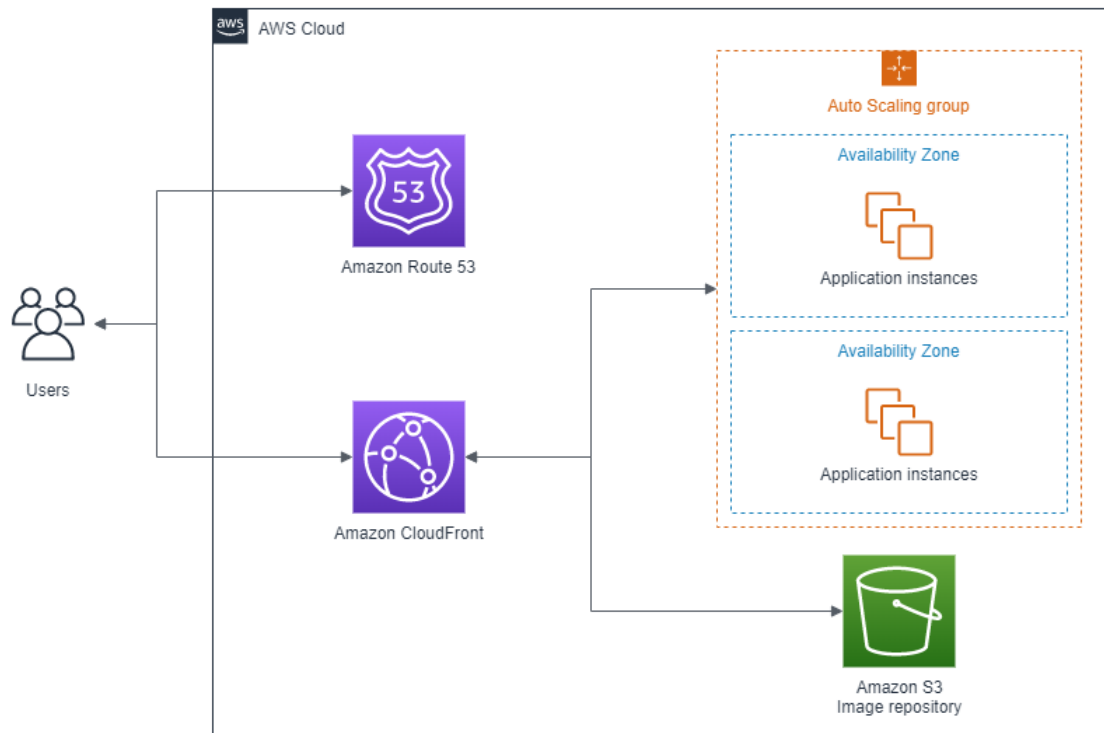 aws
AWS Cloud
Auto Scaling group
Availability Zone
Application instances
53
Amazon Route 53
Users
Availability Zone
Application instances
Amazon CloudFront
Amazon S3
Image repository